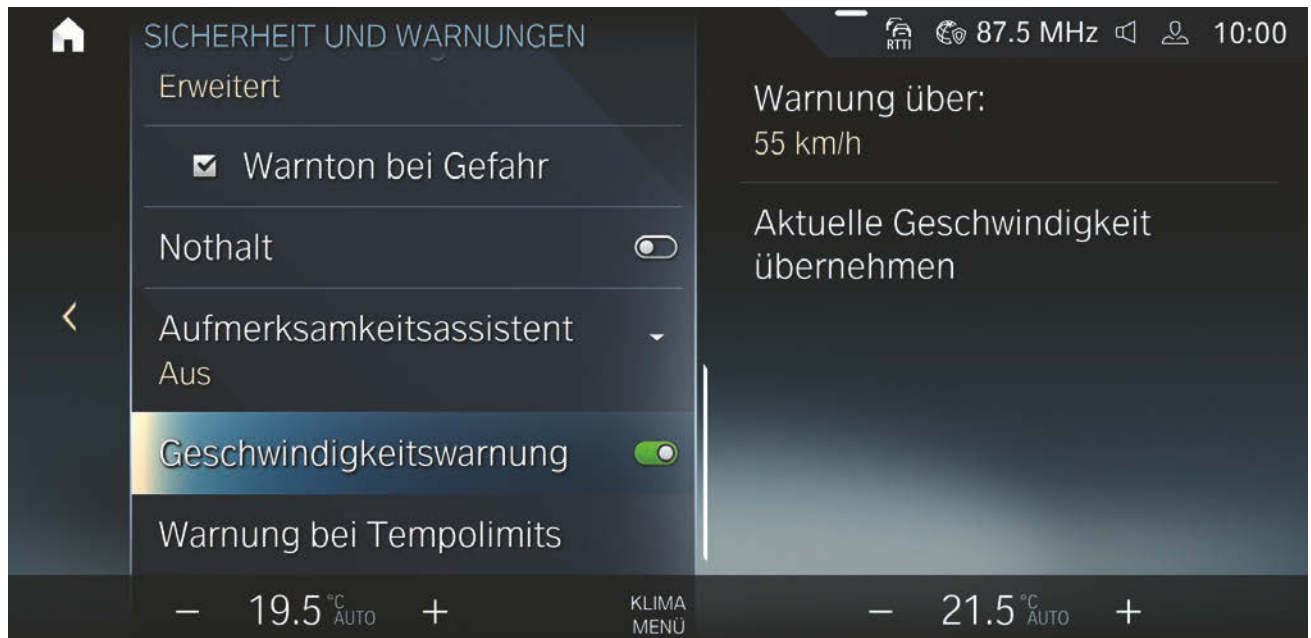 SICHERHEIT UND WARNUNGEN
RTTI
87.5 MHz
10:00
Erweitert
Warnton bei Gefahr
Nothalt
Aufmerksamkeitsassistent
Aus
Geschwindigkeitswarnung
Warnung bei Tempolimits
Warnung über:
55 km/h
Aktuelle Geschwindigkeit
übernehmen
− 19.5 °C AUTO +
KLIMA
MENÜ
− 21.5 °C AUTO +